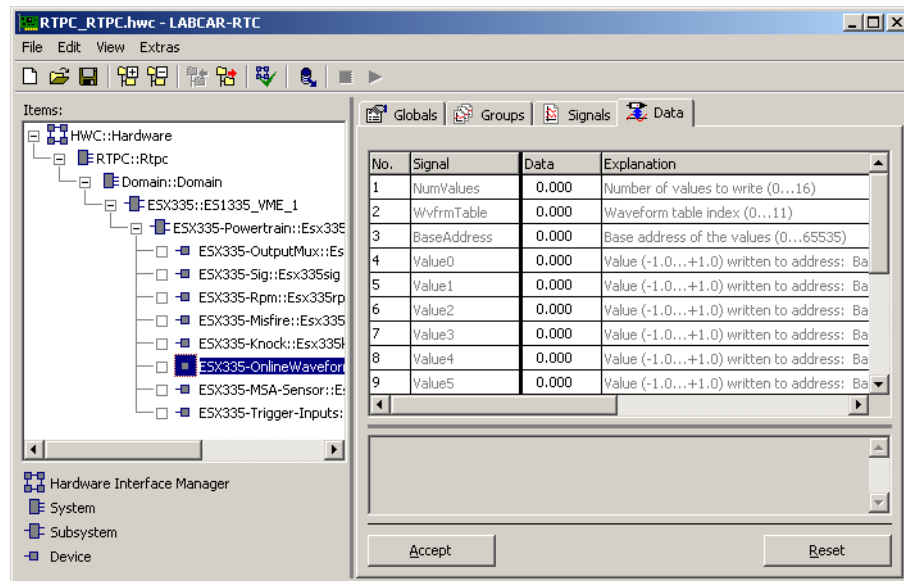 RTPC_RTPC.hwc - LABCAR-RTC
File Edit View Extras
Items:
HWC::Hardware
RTPC::Rtpc
Domain::Domain
ESX335::ES1335_VME_1
ESX335-Powertrain::Esx335
ESX335-OutputMux::Es
ESX335-Sig::Esx335sig
ESX335-Rpm::Esx335rp
ESX335-Misfire::Esx335
ESX335-Knock::Esx335k
ESX335-OnlineWavefor
ESX335-MSA-Sensor::E
ESX335-Trigger-Inputs:
Hardware Interface Manager
System
Subsystem
Device
Globals Groups Signals Data
No. Signal Data Explanation
1 NumValues 0.000 Number of values to write (0...16)
2 WvfrmTable 0.000 Waveform table index (0...11)
3 BaseAddress 0.000 Base address of the values (0...65535)
4 Value0 0.000 Value (-1.0...+1.0) written to address: Ba
5 Value1 0.000 Value (-1.0...+1.0) written to address: Ba
6 Value2 0.000 Value (-1.0...+1.0) written to address: Ba
7 Value3 0.000 Value (-1.0...+1.0) written to address: Ba
8 Value4 0.000 Value (-1.0...+1.0) written to address: Ba
9 Value5 0.000 Value (-1.0...+1.0) written to address: Ba
Accept Reset